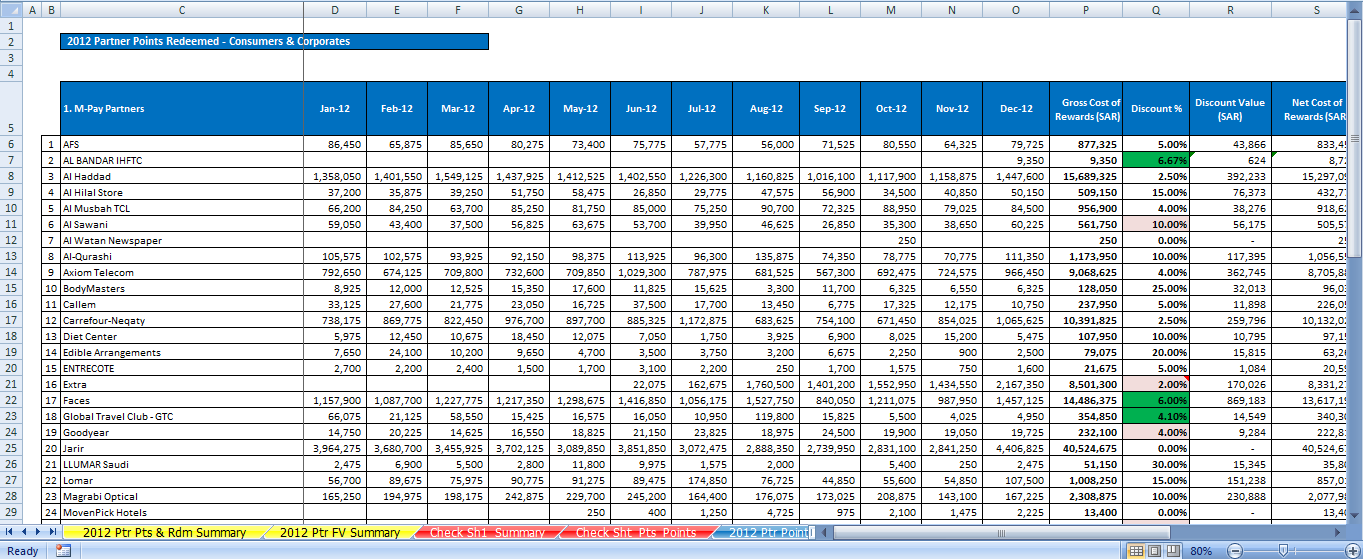 A B C D E F G H I J K L M N O P Q R S
1
2 2012 Partner Points Redeemed - Consumers & Corporates
3
4
5 1. M-Pay Partners Jan-12 Feb-12 Mar-12 Apr-12 May-12 Jun-12 Jul-12 Aug-12 Sep-12 Oct-12 Nov-12 Dec-12 Gross Cost of Rewards (SAR) Discount % Discount Value (SAR) Net Cost of Rewards (SAR
6 1 AFS 86,450 65,875 85,650 80,275 73,400 75,775 57,775 56,000 71,525 80,550 64,325 79,725 877,325 5.00% 43,866 833,4
7 2 AL BANDAR IHFTC 9,350 9,350 6.67% 624 8,7
8 3 Al Haddad 1,358,050 1,401,550 1,549,125 1,437,925 1,412,525 1,402,550 1,226,300 1,160,825 1,016,100 1,117,900 1,158,875 1,447,600 15,689,325 2.50% 392,233 15,297,0
9 4 Al Hilal Store 37,200 35,875 39,250 51,750 58,475 26,850 29,775 47,575 56,900 34,500 40,850 50,150 509,150 15.00% 76,373 432,7
10 5 Al Musbah TCL 66,200 84,250 63,700 85,250 81,750 85,000 75,250 90,700 72,325 88,950 79,025 84,500 956,900 4.00% 38,276 918,6
11 6 Al Sawani 59,050 43,400 37,500 56,825 63,675 53,700 39,950 46,625 26,850 35,300 38,650 60,225 561,750 10.00% 56,175 505,5
12 7 Al Watan Newspaper 250 250 0.00% - 2
13 8 Al-Qurashi 105,575 102,575 93,925 92,150 98,375 113,925 96,300 135,875 74,350 78,775 70,775 111,350 1,173,950 10.00% 117,395 1,056,5
14 9 Axiom Telecom 792,650 674,125 709,800 732,600 709,850 1,029,300 787,975 681,525 567,300 692,475 724,575 966,450 9,068,625 4.00% 362,745 8,705,8
15 10 BodyMasters 8,925 12,000 12,525 15,350 17,600 11,825 15,625 3,300 11,700 6,325 6,550 6,325 128,050 25.00% 32,013 96,0
16 11 Callem 33,125 27,600 21,775 23,050 16,725 37,500 17,700 13,450 6,775 17,325 12,175 10,750 237,950 5.00% 11,898 226,0
17 12 Carrefour-Neqaty 738,175 869,775 822,450 976,700 897,700 885,325 1,172,875 683,625 754,100 671,450 854,025 1,065,625 10,391,825 2.50% 259,796 10,132,0
18 13 Diet Center 5,975 12,450 10,675 18,450 12,075 7,050 1,750 3,925 6,900 8,025 15,200 5,475 107,950 10.00% 10,795 97,1
19 14 Edible Arrangements 7,650 24,100 10,200 9,650 4,700 3,500 3,750 3,200 6,675 2,250 900 2,500 79,075 20.00% 15,815 63,2
20 15 ENTRECOTE 2,700 2,200 2,400 1,500 1,700 3,100 2,200 250 1,700 1,575 750 1,600 21,675 5.00% 1,084 20,5
21 16 Extra 22,075 162,675 1,760,500 1,401,200 1,552,950 1,434,550 2,167,350 8,501,300 2.00% 170,026 8,331,2
22 17 Faces 1,157,900 1,087,700 1,227,775 1,217,350 1,298,675 1,416,850 1,056,175 1,527,750 840,050 1,211,075 987,950 1,457,125 14,486,375 6.00% 869,183 13,617,1
23 18 Global Travel Club - GTC 66,075 21,125 58,550 15,425 16,575 16,050 10,950 119,800 15,825 5,500 4,025 4,950 354,850 4.10% 14,549 340,3
24 19 Goodyear 14,750 20,225 14,625 16,550 18,825 21,150 23,825 18,975 24,500 19,900 19,050 19,725 232,100 4.00% 9,284 222,8
25 20 Jarir 3,964,275 3,680,700 3,455,925 3,702,125 3,089,850 3,851,850 3,072,475 2,888,350 2,739,950 2,831,100 2,841,250 4,406,825 40,524,675 0.00% - 40,524,6
26 21 LLUMAR Saudi 2,475 6,900 5,500 2,800 11,800 9,975 1,575 2,000 5,400 250 2,475 51,150 30.00% 15,345 35,8
27 22 Lomar 56,700 89,675 75,975 90,775 91,275 89,475 174,850 76,725 44,850 55,600 54,850 107,500 1,008,250 15.00% 151,238 857,0
28 23 Magrabi Optical 165,250 194,975 198,175 242,875 229,700 245,200 164,400 176,075 173,025 208,875 143,100 167,225 2,308,875 10.00% 230,888 2,077,9
29 24 MovenPick Hotels 250 400 1,250 4,725 975 2,100 1,475 2,225 13,400 0.00% - 13,4
2012 Ptr Pts & Rdm Summary 2012 Ptr FV Summary Check Sh1 Summary Check Sht Pts Points 2012 Ptr Point
Ready 80%